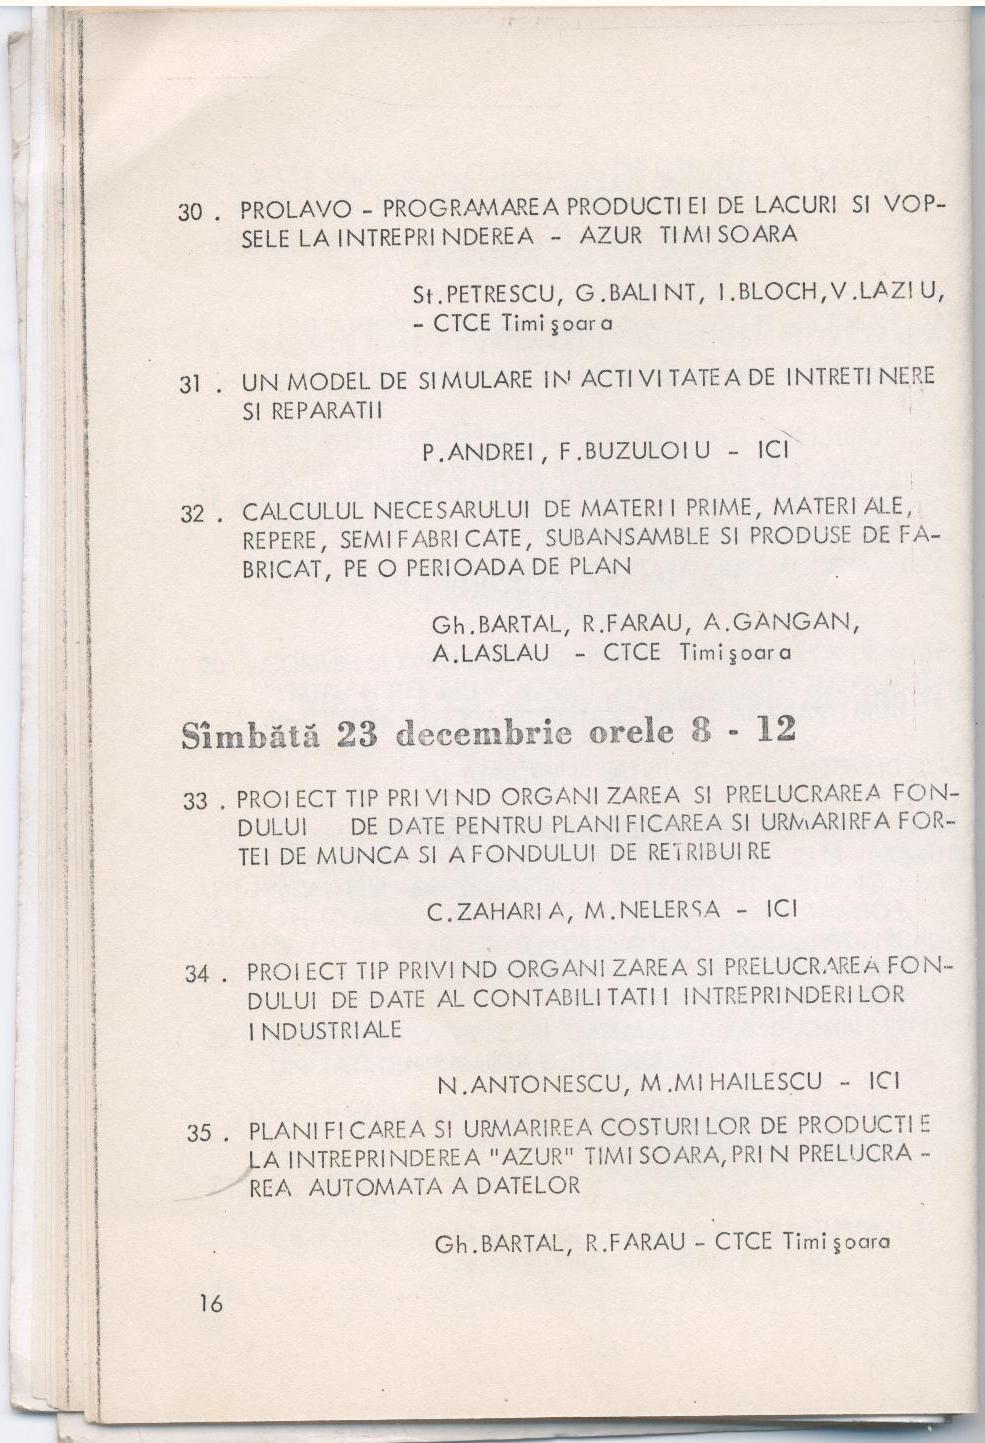 30 . PROLAVO - PROGRAMAREA PRODUCTIEI DE LACURI SI VOP-
SELE LA INTREPRINDEREA - AZUR TIMISOARA
St.PETRESCU, G.BALINT, I.BLOCH,V.LAZIU,
- CTCE Timişoara
31 . UN MODEL DE SIMULARE IN ACTIVITATEA DE INTRETINERE
SI REPARATII
P.ANDREI, F.BUZULOIU - ICI
32 . CALCULUL NECESARULUI DE MATERII PRIME, MATERIALE,
REPERE, SEMIFABRICATE, SUBANSAMBLE SI PRODUSE DE FA-
BRICAT, PE O PERIOADA DE PLAN
Gh.BARTAL, R.FARAU, A.GANGAN,
A.LASLAU - CTCE Timişoara
Sîmbătă 23 decembrie orele 8 - 12
33 . PROIECT TIP PRIVIND ORGANIZAREA SI PRELUCRAREA FON-
DULUI DE DATE PENTRU PLANIFICAREA SI URMARIREA FOR-
TEI DE MUNCA SI A FONDULUI DE RETRIBUIRE
C.ZAHARIA, M.NELERSA - ICI
34 . PROIECT TIP PRIVIND ORGANIZAREA SI PRELUCRAREA FON-
DULUI DE DATE AL CONTABILITATII INTREPRINDERILOR
INDUSTRIALE
N.ANTONESCU, M.MIHAILESCU - ICI
35 . PLANIFICAREA SI URMARIREA COSTURILOR DE PRODUCTIE
LA INTREPRINDEREA "AZUR" TIMISOARA, PRIN PRELUCRA-
REA AUTOMATA A DATELOR
Gh.BARTAL, R.FARAU - CTCE Timişoara
16